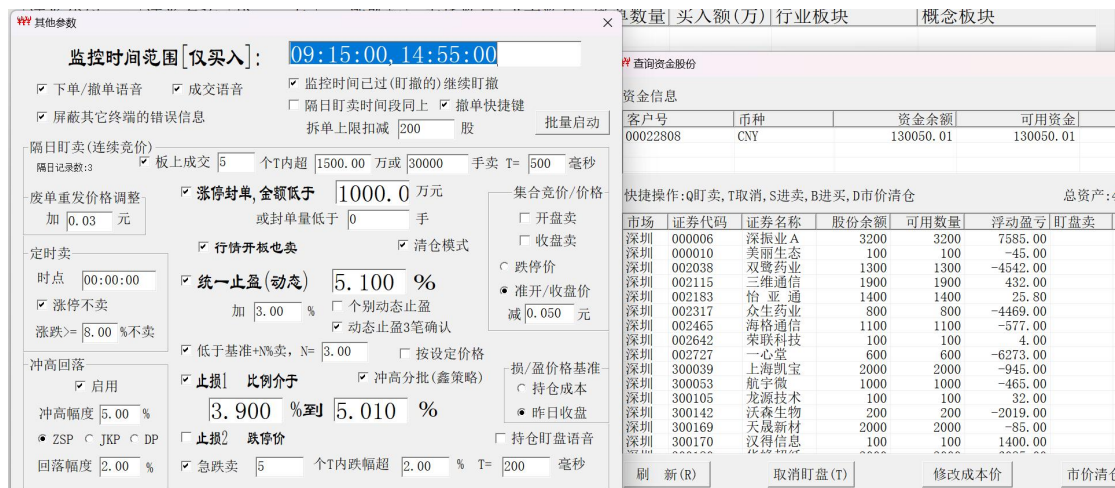 其他参数
监控时间范围[仅买入]: 09:15:00,14:55:00
下单/撤单语音 成交语音 监控时间已过(盯撤的)继续盯撤
隔日盯卖时间段同上 撤单快捷键
屏蔽其它终端的错误信息 拆单上限扣减 200 股 批量启动
隔日盯卖(连续竞价)
隔日记录数:3 板上成交 5 个T内超 1500.00 万或 30000 手卖 T= 500 毫秒
废单重发价格调整
加 0.03 元
定时卖
时点 00:00:00
涨停不卖
涨跌>= 8.00 %不卖
冲高回落
启用
冲高幅度 5.00 %
ZSP JKP DP
回落幅度 2.00 %
涨停封单,金额低于 1000.0 万元
或封单量低于 0 手
行情开板也卖 清仓模式
统一止盈(动态) 5.100 %
加 3.00 % 个别动态止盈
动态止盈3笔确认
低于基准+N%卖, N= 3.00 按设定价格
止损1 比例介于 冲高分批(鑫策略)
3.900 %到 5.010 %
止损2 跌停价 持仓盯盘语音
急跌卖 5 个T内跌幅超 2.00 % T= 200 毫秒
集合竞价/价格
开盘卖
收盘卖
跌停价
准开/收盘价
减 0.050 元
损/盈价格基准
持仓成本
昨日收盘
单数量 买入额(万) 行业板块 概念板块
查询资金股份
资金信息
客户号 币种 资金余额 可用资金
00022808 CNY 130050.01 130050.01
快捷操作:Q盯卖,T取消,S进卖,B进买,D市价清仓 总资产:4
市场 证券代码 证券名称 股份余额 可用数量 浮动盈亏 盯盘卖
深圳 000006 深振业A 3200 3200 7585.00
深圳 000010 美丽生态 100 100 -45.00
深圳 002038 双鹭药业 1300 1300 -4542.00
深圳 002115 三维通信 1900 1900 432.00
深圳 002183 怡 亚 通 1400 1400 25.80
深圳 002317 众生药业 800 800 -4469.00
深圳 002465 海格通信 1100 1100 -577.00
深圳 002642 荣联科技 100 100 4.00
深圳 002727 一心堂 600 600 -6273.00
深圳 300039 上海凯宝 2000 2000 -945.00
深圳 300053 航宇微 1000 1000 -465.00
深圳 300105 龙源技术 100 100 32.00
深圳 300142 沃森生物 200 200 -2019.00
深圳 300169 天晟新材 2000 2000 -85.00
深圳 300170 汉得信息 100 100 1400.00
刷 新(R) 取消盯盘(T) 修改成本价 市价清仓